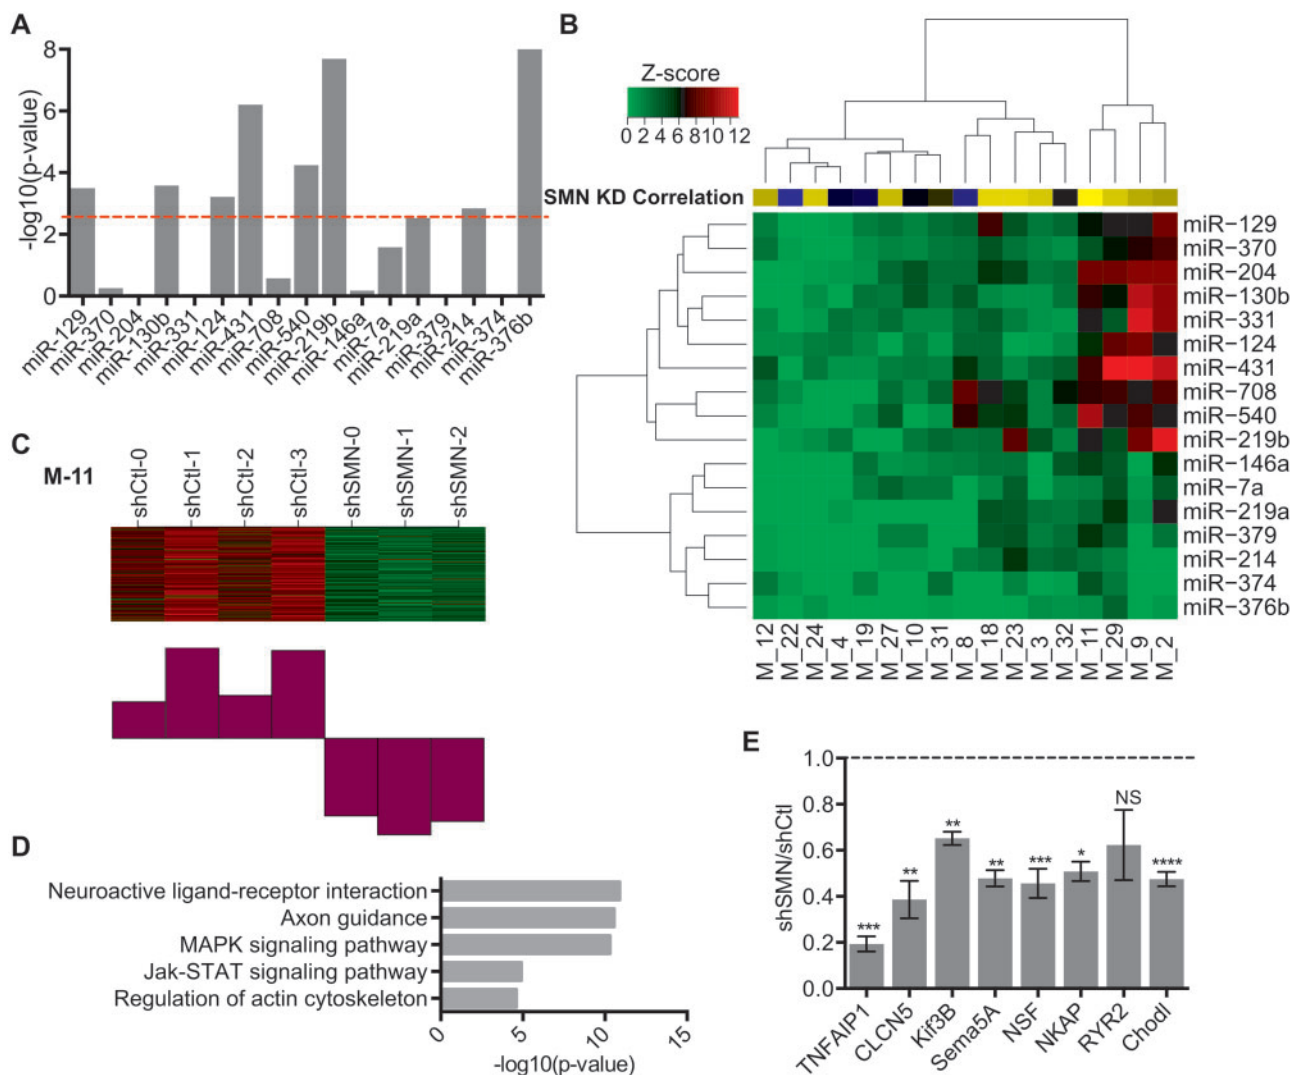 A
-log10(p-value)
8
6
4
2
0
miR-129
miR-370
miR-204
miR-130b
miR-331
miR-124
miR-431
miR-708
miR-540
miR-219b
miR-146a
miR-7a
miR-219a
miR-379
miR-214
miR-374
miR-376b
B
Z-score
0 2 4 6 8 10 12
SMN KD Correlation
miR-129
miR-370
miR-204
miR-130b
miR-331
miR-124
miR-431
miR-708
miR-540
miR-219b
miR-146a
miR-7a
miR-219a
miR-379
miR-214
miR-374
miR-376b
M_12
M_22
M_24
M_4
M_19
M_27
M_10
M_31
M_8
M_18
M_23
M_3
M_32
M_11
M_29
M_9
M_2
C
M-11
shCtl-0
shCtl-1
shCtl-2
shCtl-3
shSMN-0
shSMN-1
shSMN-2
D
Neuroactive ligand-receptor interaction
Axon guidance
MAPK signaling pathway
Jak-STAT signaling pathway
Regulation of actin cytoskeleton
0 5 10 15
-log10(p-value)
E
shSMN/shCtl
1.0
0.8
0.6
0.4
0.2
0.0
*** ** ** ** *** * NS ****
TNFAIP1
CLCN5
Kif3B
Sema5A
NSF
NKAP
RYR2
Chodl